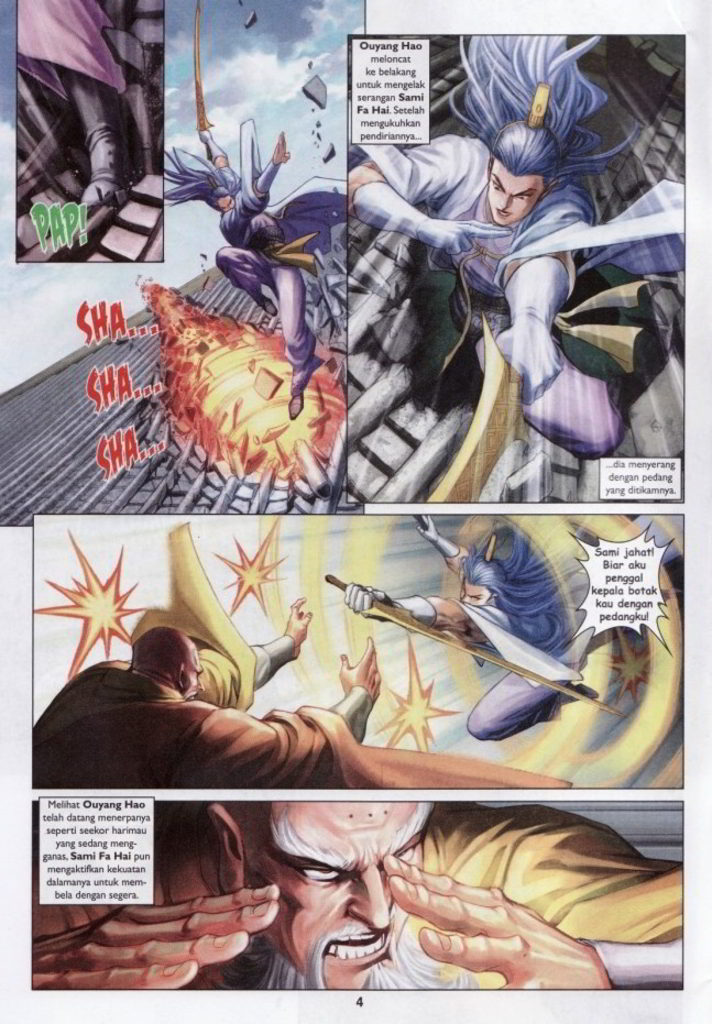 PAP!
SHA...
SHA...
SHA...
Ouyang Hao
meloncat
ke belakang
untuk mengelak
serangan Sami
Fa Hai. Setelah
mengukuhkan
pendiriannya...
...dia menyerang
dengan pedang
yang ditikamnya.
Sami jahat!
Biar aku
penggal
kepala botak
kau dengan
pedangku!
Melihat Ouyang Hao
telah datang menerpanya
seperti seekor harimau
yang sedang meng-
ganas, Sami Fa Hai pun
mengaktifkan kekuatan
dalamanya untuk mem-
bela dengan segera.
4